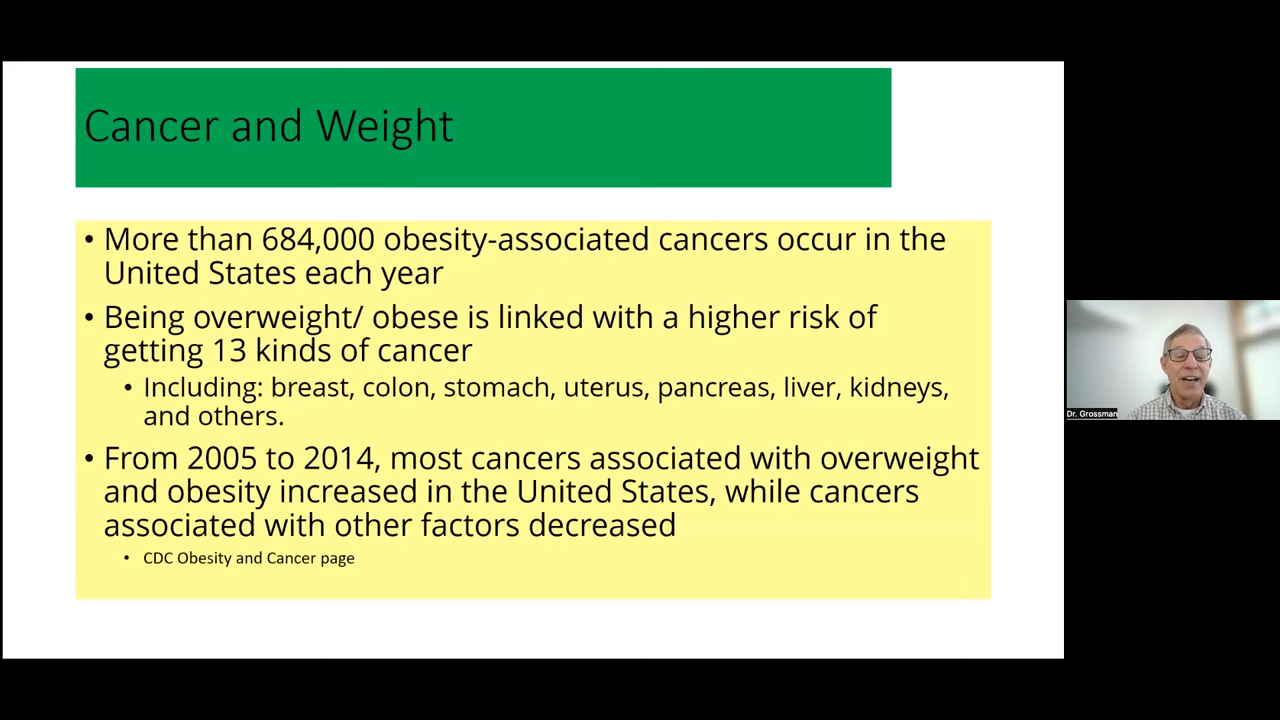 Cancer and Weight
• More than 684,000 obesity-associated cancers occur in the
United States each year
• Being overweight/ obese is linked with a higher risk of
getting 13 kinds of cancer
• Including: breast, colon, stomach, uterus, pancreas, liver, kidneys,
and others.
• From 2005 to 2014, most cancers associated with overweight
and obesity increased in the United States, while cancers
associated with other factors decreased
• CDC Obesity and Cancer page
Dr. Grossman